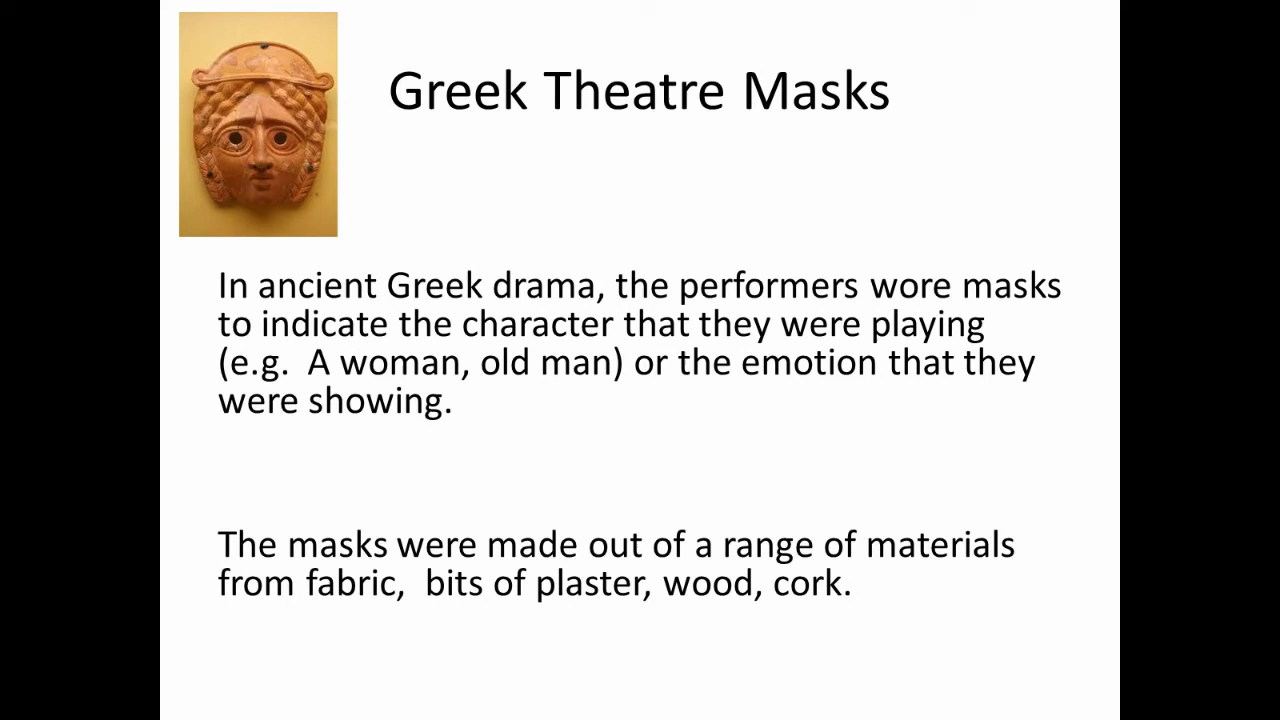 Greek Theatre Masks
In ancient Greek drama, the performers wore masks
to indicate the character that they were playing
(e.g.  A woman, old man) or the emotion that they
were showing.
The masks were made out of a range of materials
from fabric,  bits of plaster, wood, cork.